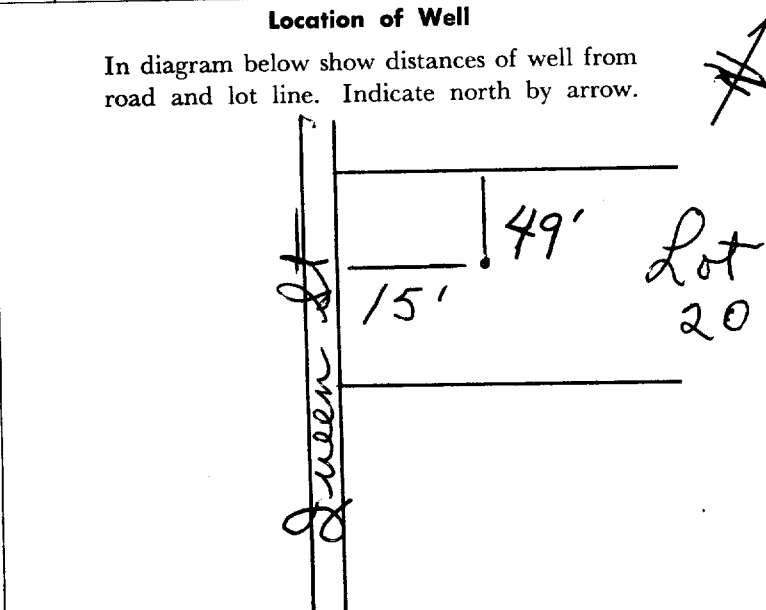 Location of Well
In diagram below show distances of well from
road and lot line. Indicate north by arrow.
N
49'
Lot
20
15'
Queen St